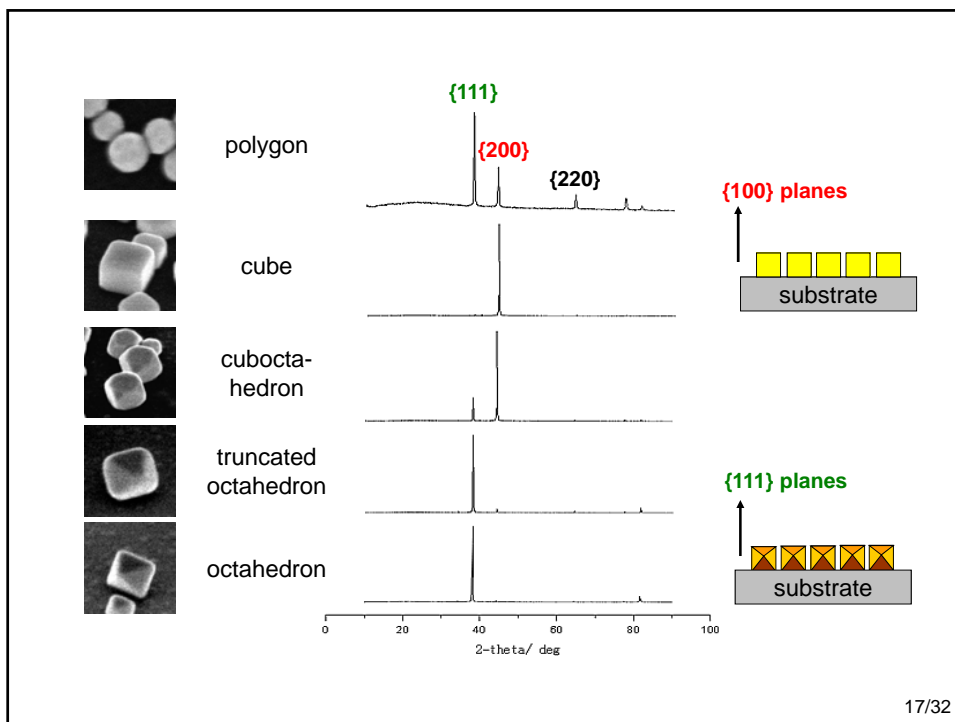 {111}
polygon
{200}
{220}
{100} planes
cube
substrate
cubocta-
hedron
truncated
octahedron
{111} planes
octahedron
substrate
0 20 40 60 80 100
2-theta/ deg
17/32